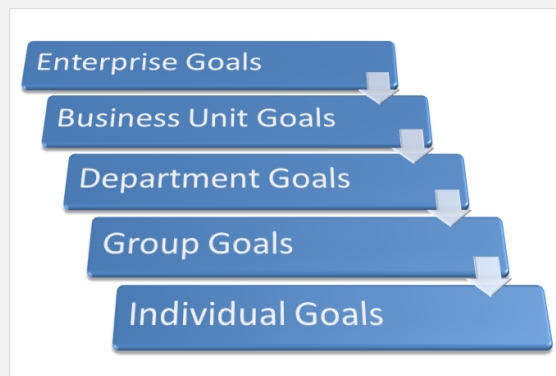 Enterprise Goals
Business Unit Goals
Department Goals
Group Goals
Individual Goals